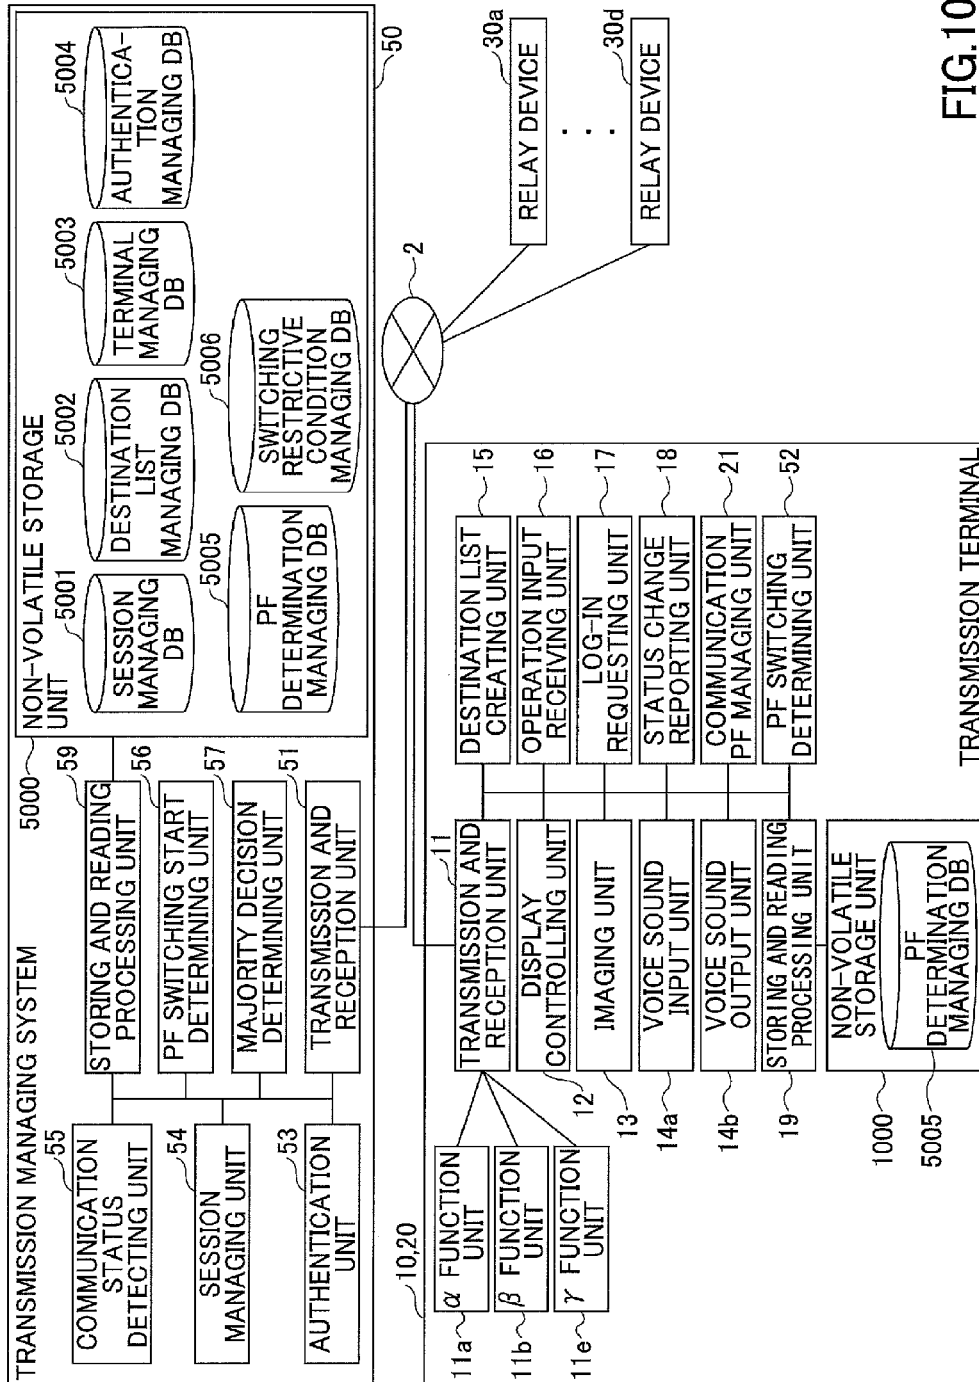 FIG.10
TRANSMISSION MANAGING SYSTEM
50
55
COMMUNICATION
STATUS
DETECTING UNIT
54
SESSION
MANAGING UNIT
53
AUTHENTICATION
UNIT
59
STORING AND READING
PROCESSING UNIT
56
PF SWITCHING START
DETERMINING UNIT
57
MAJORITY DECISION
DETERMINING UNIT
51
TRANSMISSION AND
RECEPTION UNIT
5000
NON-VOLATILE STORAGE
UNIT
5001
SESSION
MANAGING
DB
5002
DESTINATION
LIST
MANAGING DB
5003
TERMINAL
MANAGING
DB
5004
AUTHENTICA-
TION
MANAGING DB
5005
PF
DETERMINATION
MANAGING DB
5006
SWITCHING
RESTRICTIVE
CONDITION
MANAGING DB
2
30a
RELAY DEVICE
· · ·
30d
RELAY DEVICE
10,20
11a
α FUNCTION
UNIT
11b
β FUNCTION
UNIT
11e
γ FUNCTION
UNIT
11
TRANSMISSION AND
RECEPTION UNIT
12
DISPLAY
CONTROLLING UNIT
13
IMAGING UNIT
14a
VOICE SOUND
INPUT UNIT
14b
VOICE SOUND
OUTPUT UNIT
19
STORING AND READING
PROCESSING UNIT
1000
NON-VOLATILE
STORAGE UNIT
5005
PF
DETERMINATION
MANAGING DB
15
DESTINATION LIST
CREATING UNIT
16
OPERATION INPUT
RECEIVING UNIT
17
LOG-IN
REQUESTING UNIT
18
STATUS CHANGE
REPORTING UNIT
21
COMMUNICATION
PF MANAGING UNIT
52
PF SWITCHING
DETERMINING UNIT
TRANSMISSION TERMINAL